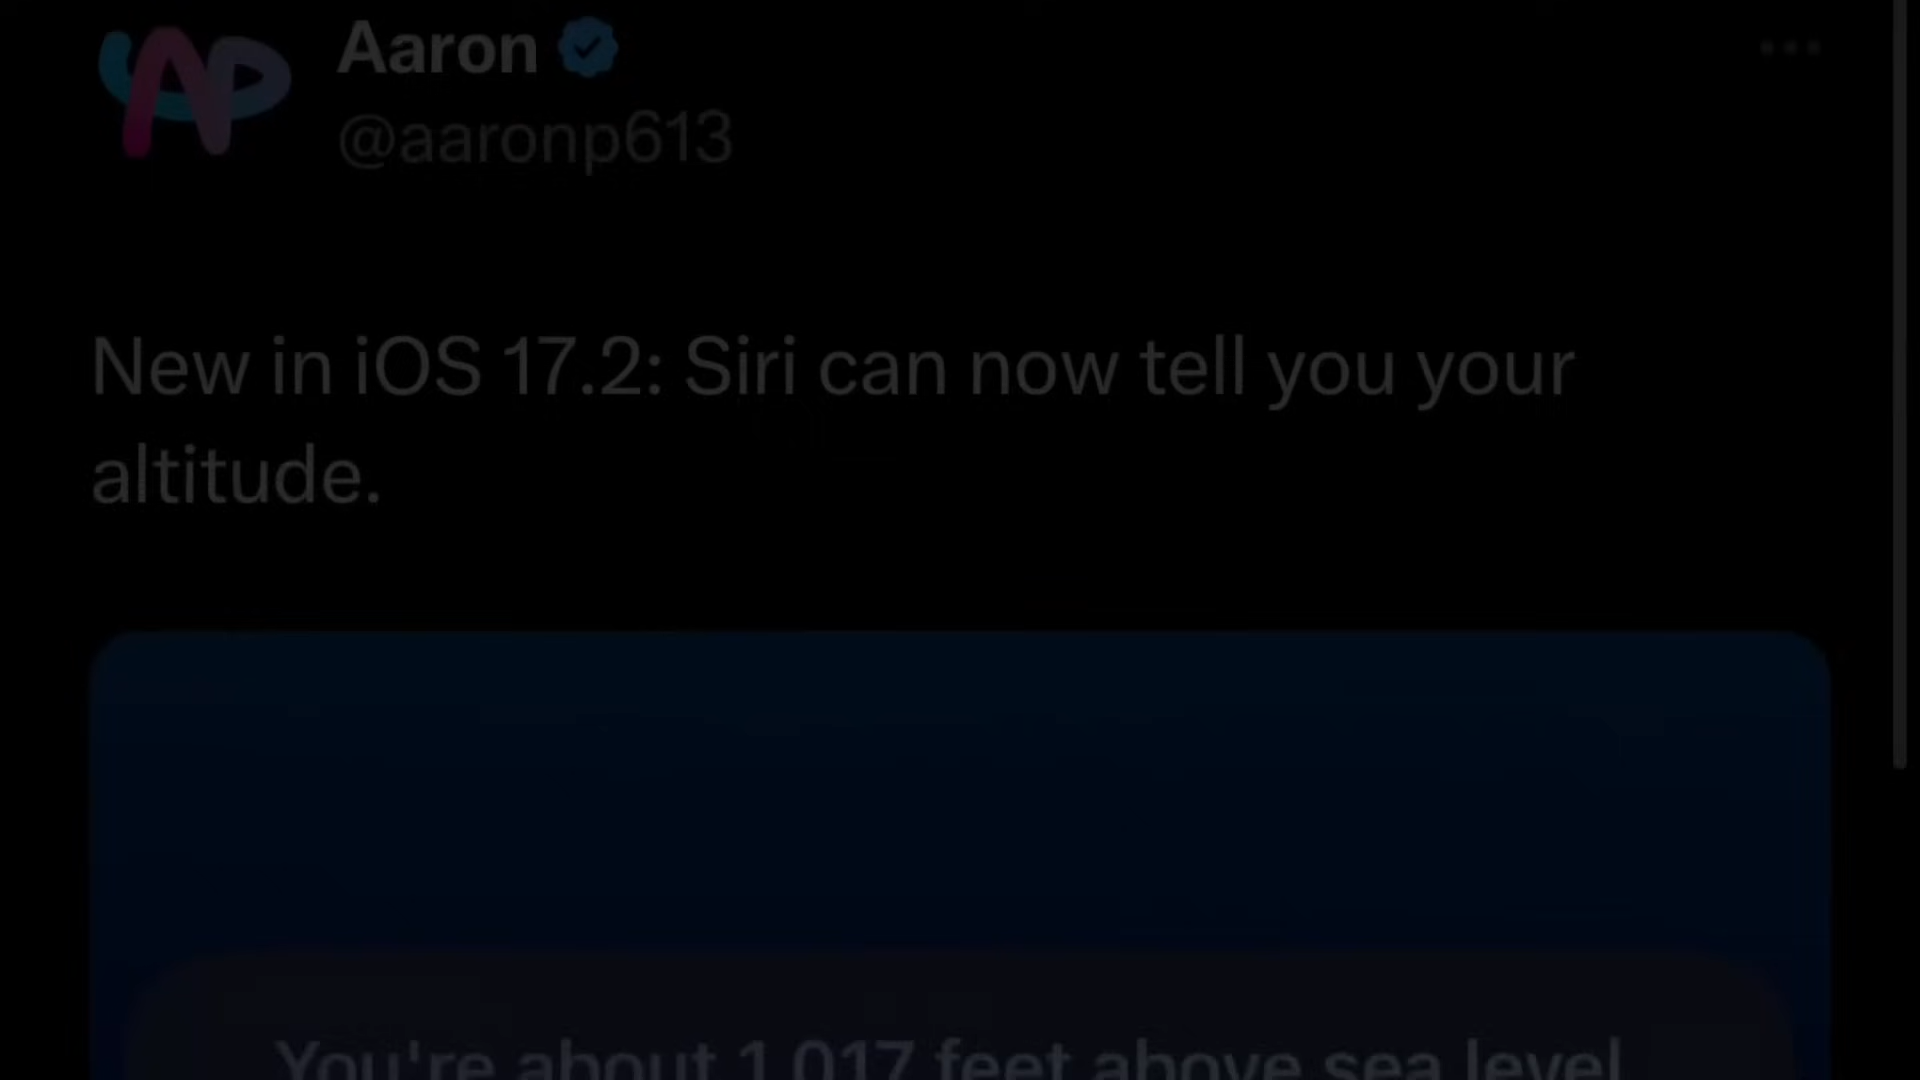 Aaron
@aaronp613
New in iOS 17.2: Siri can now tell you your
altitude.
You're about 1,017 feet above sea level